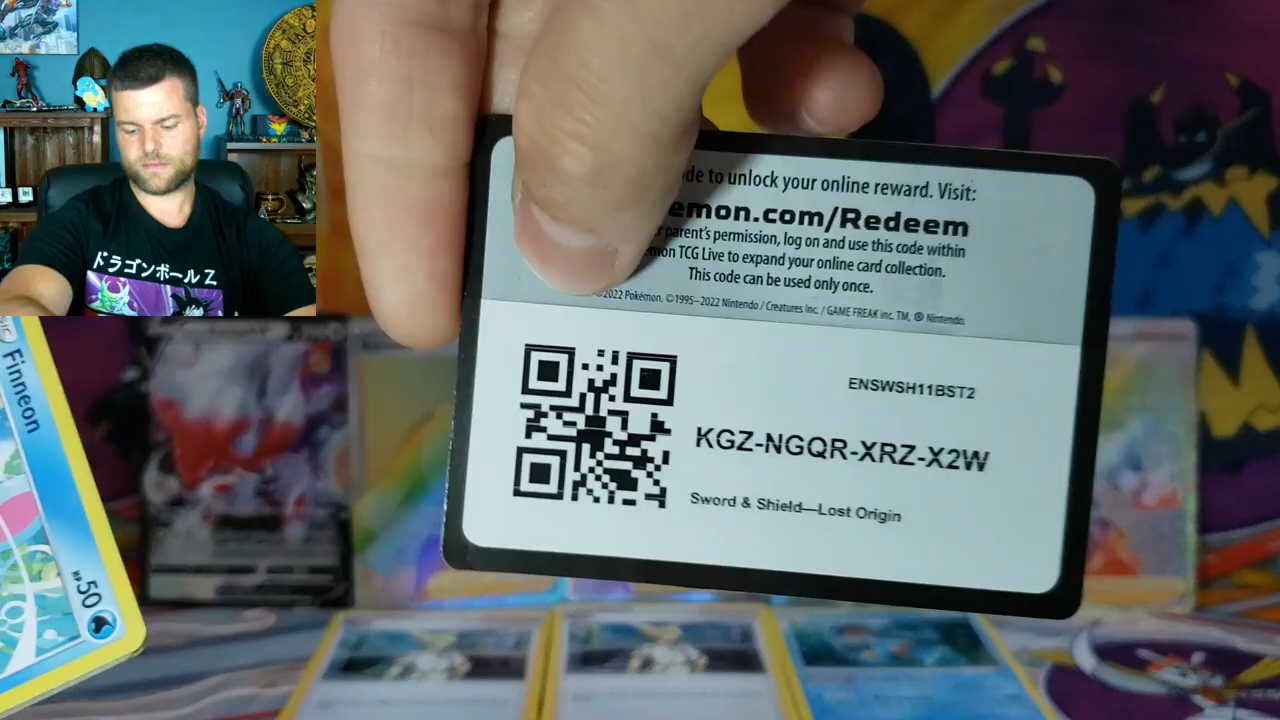 ドラゴンボールZ
de to unlock your online reward. Visit:
emon.com/Redeem
parent's permission, log on and use this code within
mon TCG Live to expand your online card collection.
This code can be used only once.
2022 Pokémon. ©1995–2022 Nintendo / Creatures Inc. / GAME FREAK inc. TM, ® Nintendo.
ENSWSH11BST2
KGZ-NGQR-XRZ-X2W
Sword & Shield—Lost Origin
Finneon
HP 50